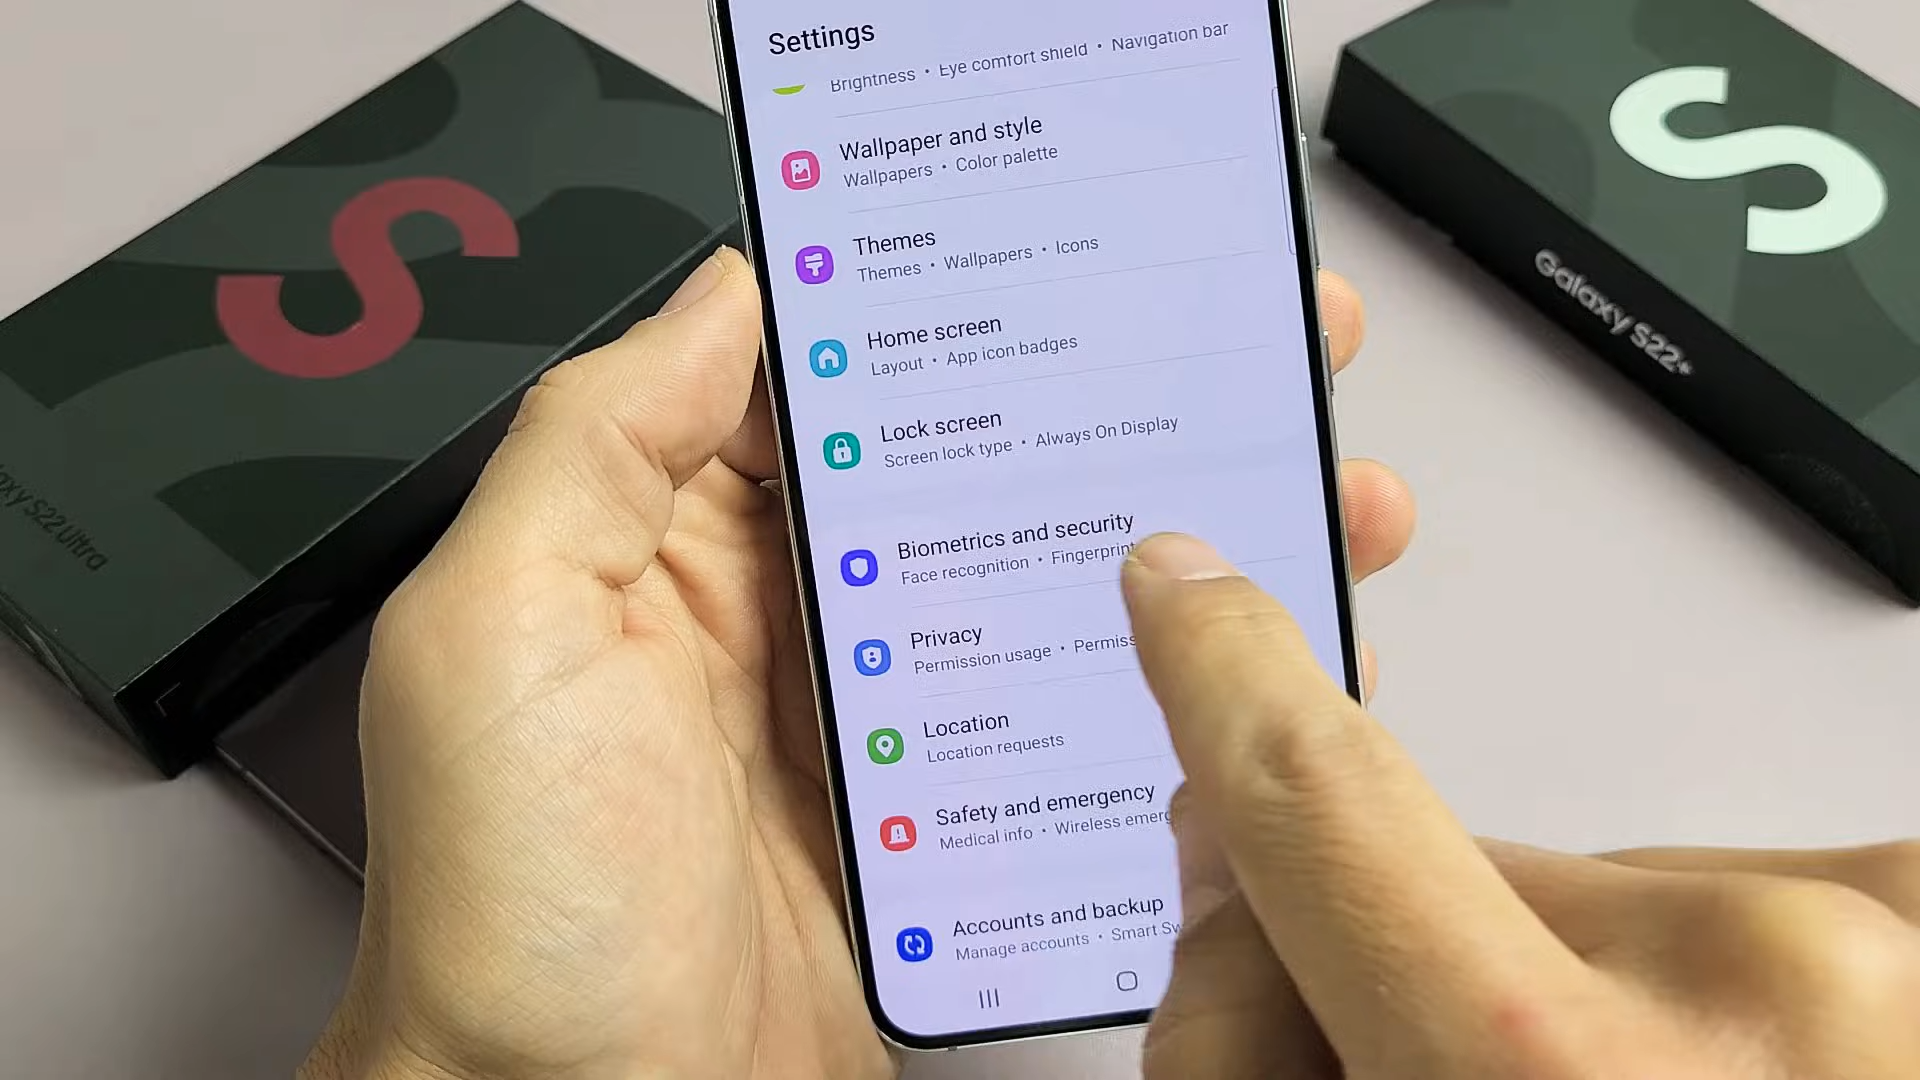 Settings
Brightness • Eye comfort shield • Navigation bar
Wallpaper and style
Wallpapers • Color palette
Themes
Themes • Wallpapers • Icons
Home screen
Layout • App icon badges
Lock screen
Screen lock type • Always On Display
Biometrics and security
Face recognition • Fingerprint
Privacy
Permission usage •
Location
Location requests
Safety and emergency
Medical info • Wireless
Accounts and backup
Manage accounts • Smart
S
S22 Ultra
S
Galaxy S22+